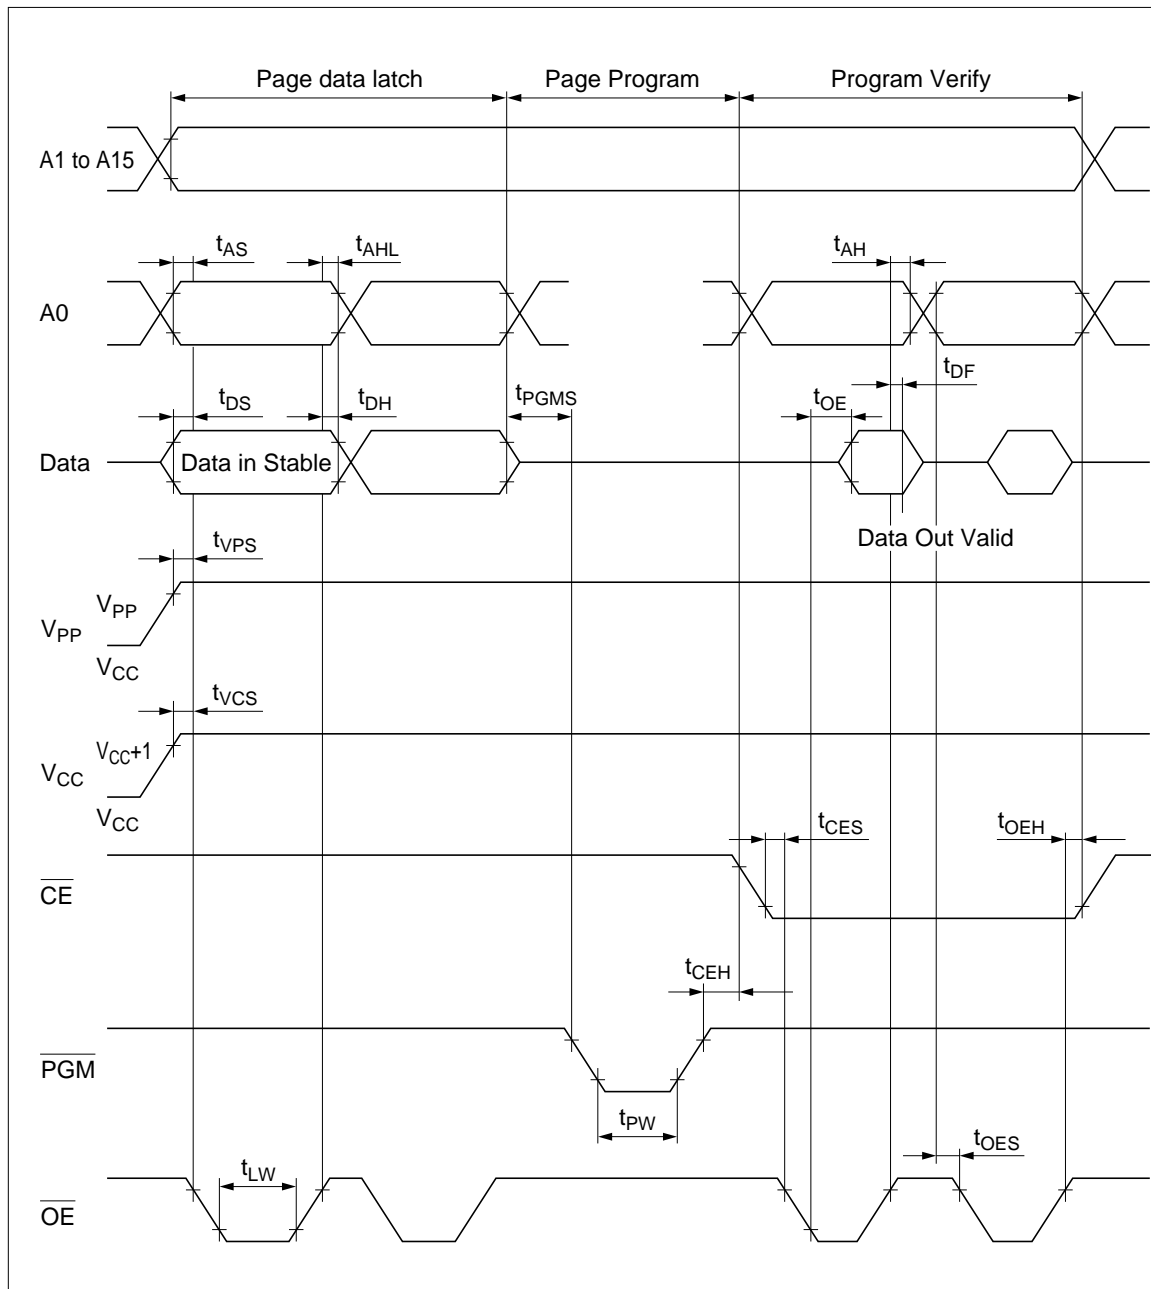 Page data latch
Page Program
Program Verify
A1 to A15
tAS
tAHL
tAH
A0
tDS
tDH
tPGMS
tOE
tDF
Data
Data in Stable
Data Out Valid
tVPS
VPP
VPP
VCC
tVCS
VCC+1
VCC
VCC
tCES
tOEH
CE
tCEH
PGM
tPW
tLW
tOES
OE